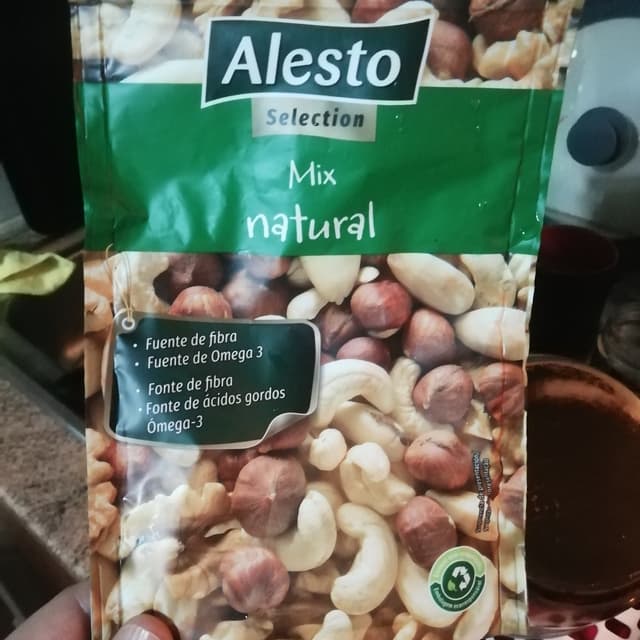 Alesto
Selection
Mix
natural
• Fuente de fibra
• Fuente de Omega 3
• Fonte de fibra
• Fonte de ácidos gordos
Ómega-3